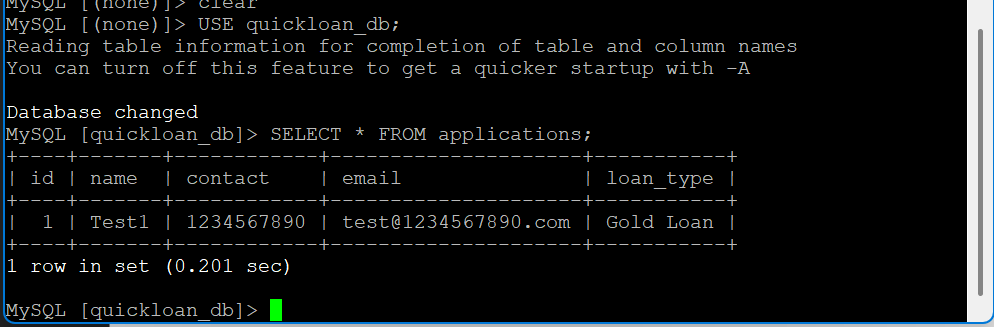 MySQL [(none)]> clear
MySQL [(none)]> USE quickloan_db;
Reading table information for completion of table and column names
You can turn off this feature to get a quicker startup with -A
Database changed
MySQL [quickloan_db]> SELECT * FROM applications;
+----+-------+------------+---------------------+-----------+
| id | name  | contact    | email               | loan_type |
+----+-------+------------+---------------------+-----------+
|  1 | Test1 | 1234567890 | test@1234567890.com | Gold Loan |
+----+-------+------------+---------------------+-----------+
1 row in set (0.201 sec)
MySQL [quickloan_db]>